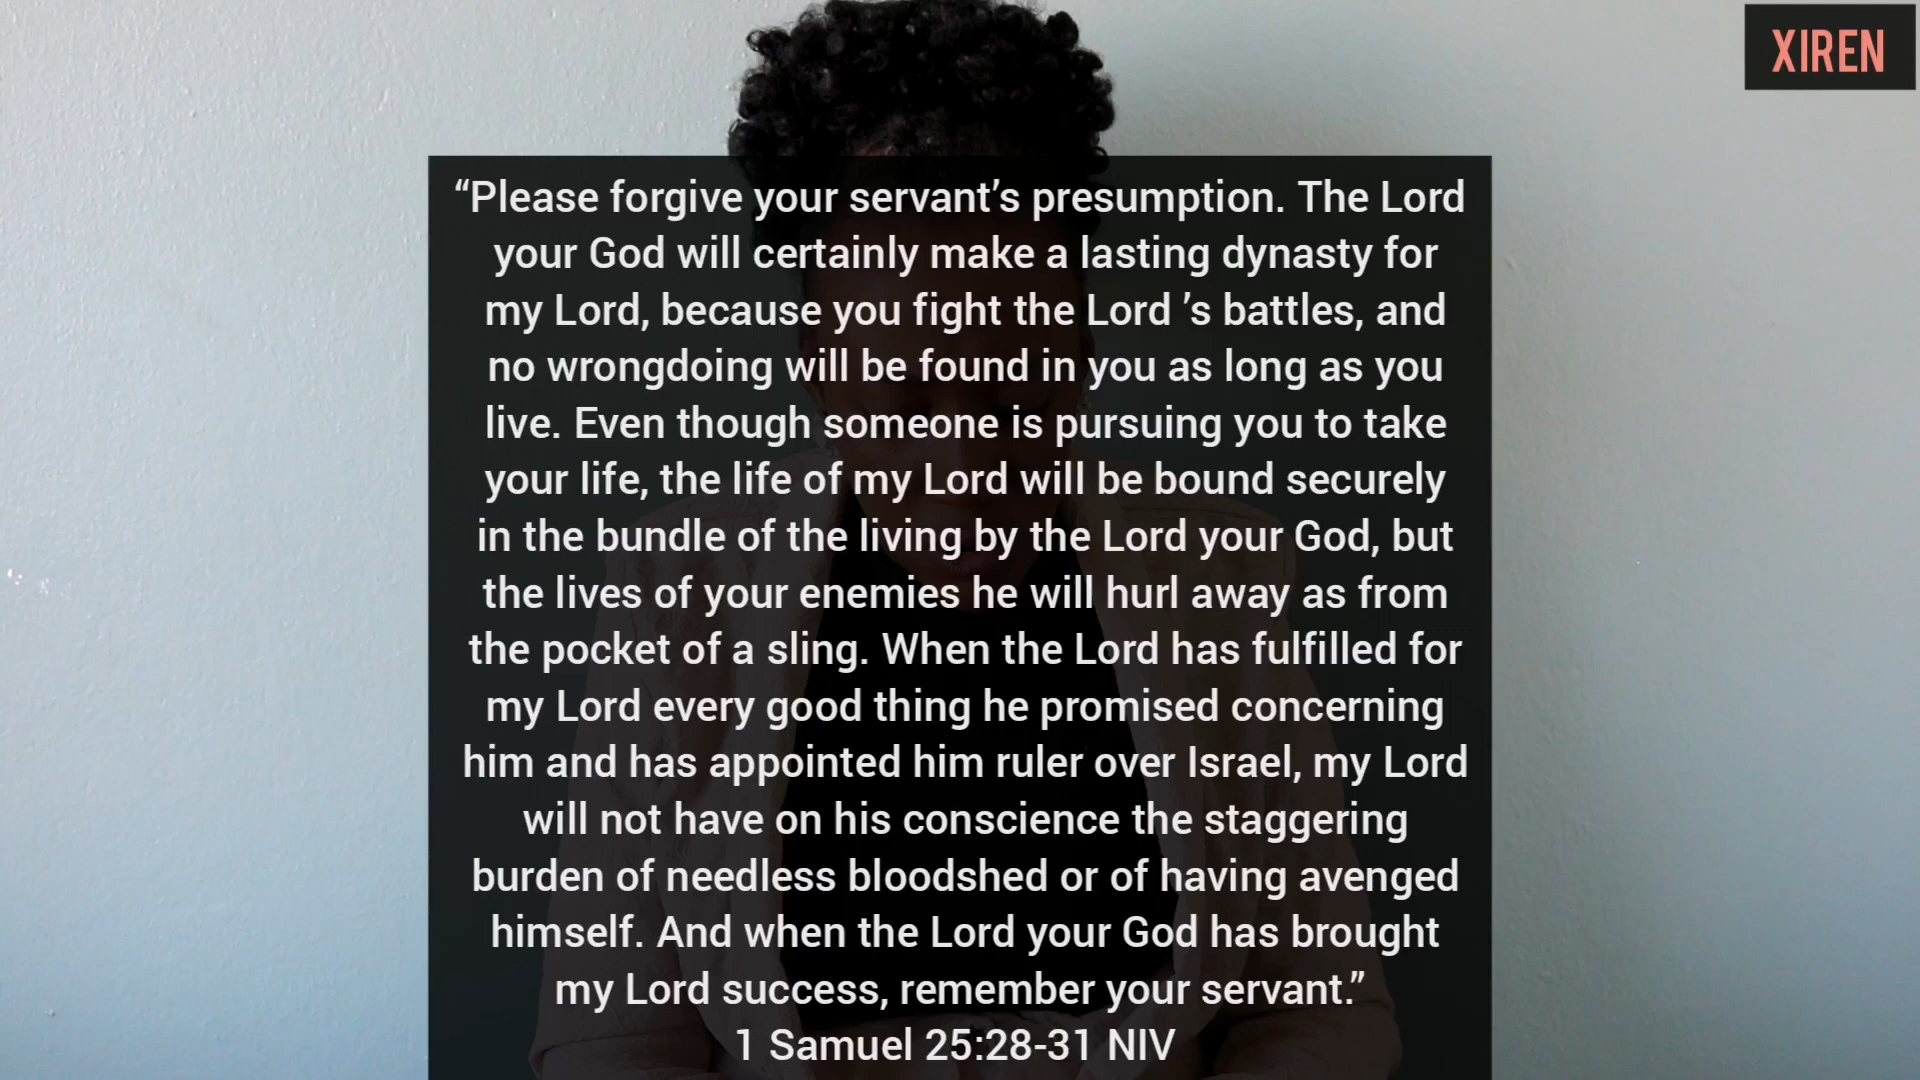 XIREN
“Please forgive your servant’s presumption. The Lord
your God will certainly make a lasting dynasty for
my Lord, because you fight the Lord ’s battles, and
no wrongdoing will be found in you as long as you
live. Even though someone is pursuing you to take
your life, the life of my Lord will be bound securely
in the bundle of the living by the Lord your God, but
the lives of your enemies he will hurl away as from
the pocket of a sling. When the Lord has fulfilled for
my Lord every good thing he promised concerning
him and has appointed him ruler over Israel, my Lord
will not have on his conscience the staggering
burden of needless bloodshed or of having avenged
himself. And when the Lord your God has brought
my Lord success, remember your servant.”
1 Samuel 25:28-31 NIV